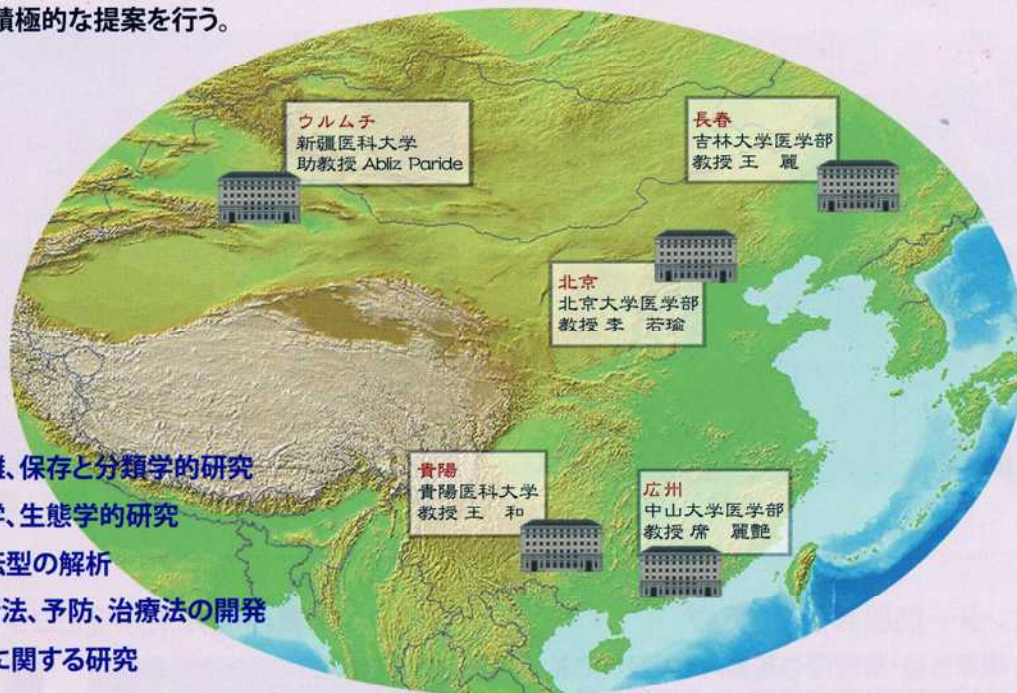 積極的な提案を行う。
ウルムチ
新疆医科大学
助教授 Abliz Paride
長春
吉林大学医学部
教授 王 麗
北京
北京大学医学部
教授 李 若瑜
貴陽
貴陽医科大学
教授 王 和
広州
中山大学医学部
教授 席 麗艶
、保存と分類学的研究
、生態学的研究
型の解析
法、予防、治療法の開発
に関する研究